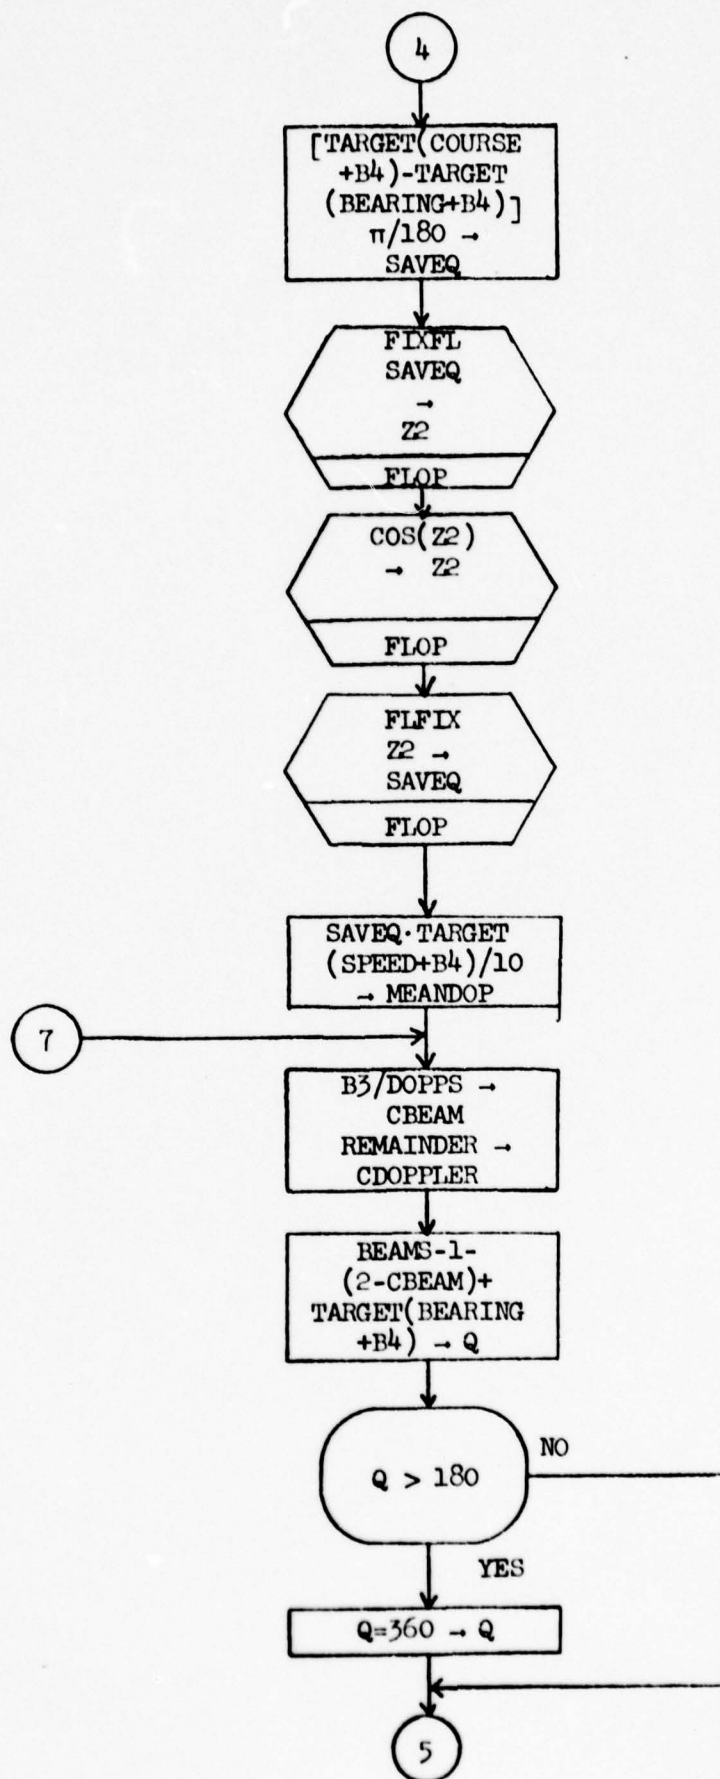 4
[TARGET(COURSE
+B4)-TARGET
(BEARING+B4)]
π/180 →
SAVEQ
FIXFL
SAVEQ
→
Z2
FLOP
COS(Z2)
→ Z2
FLOP
FLFIX
Z2 →
SAVEQ
FLOP
SAVEQ·TARGET
(SPEED+B4)/10
→ MEANDOP
7
B3/DOPPS →
CBEAM
REMAINDER →
CDOPPLER
BEAMS-1-
(2-CBEAM)+
TARGET(BEARING
+B4) → Q
Q > 180
NO
YES
Q=360 → Q
5